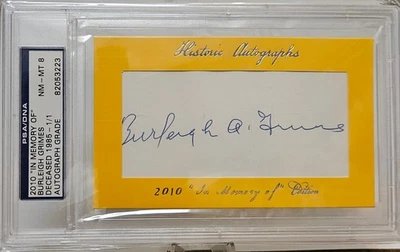 PSA/DNA
2010 "IN MEMORY OF"
BURLEIGH GRIMES
DECEASED 1985 - 1/1
AUTOGRAPH GRADE
NM - MT 8
82053223
Historic Autographs
Burleigh A. Grimes
2010 "In Memory of" Edition